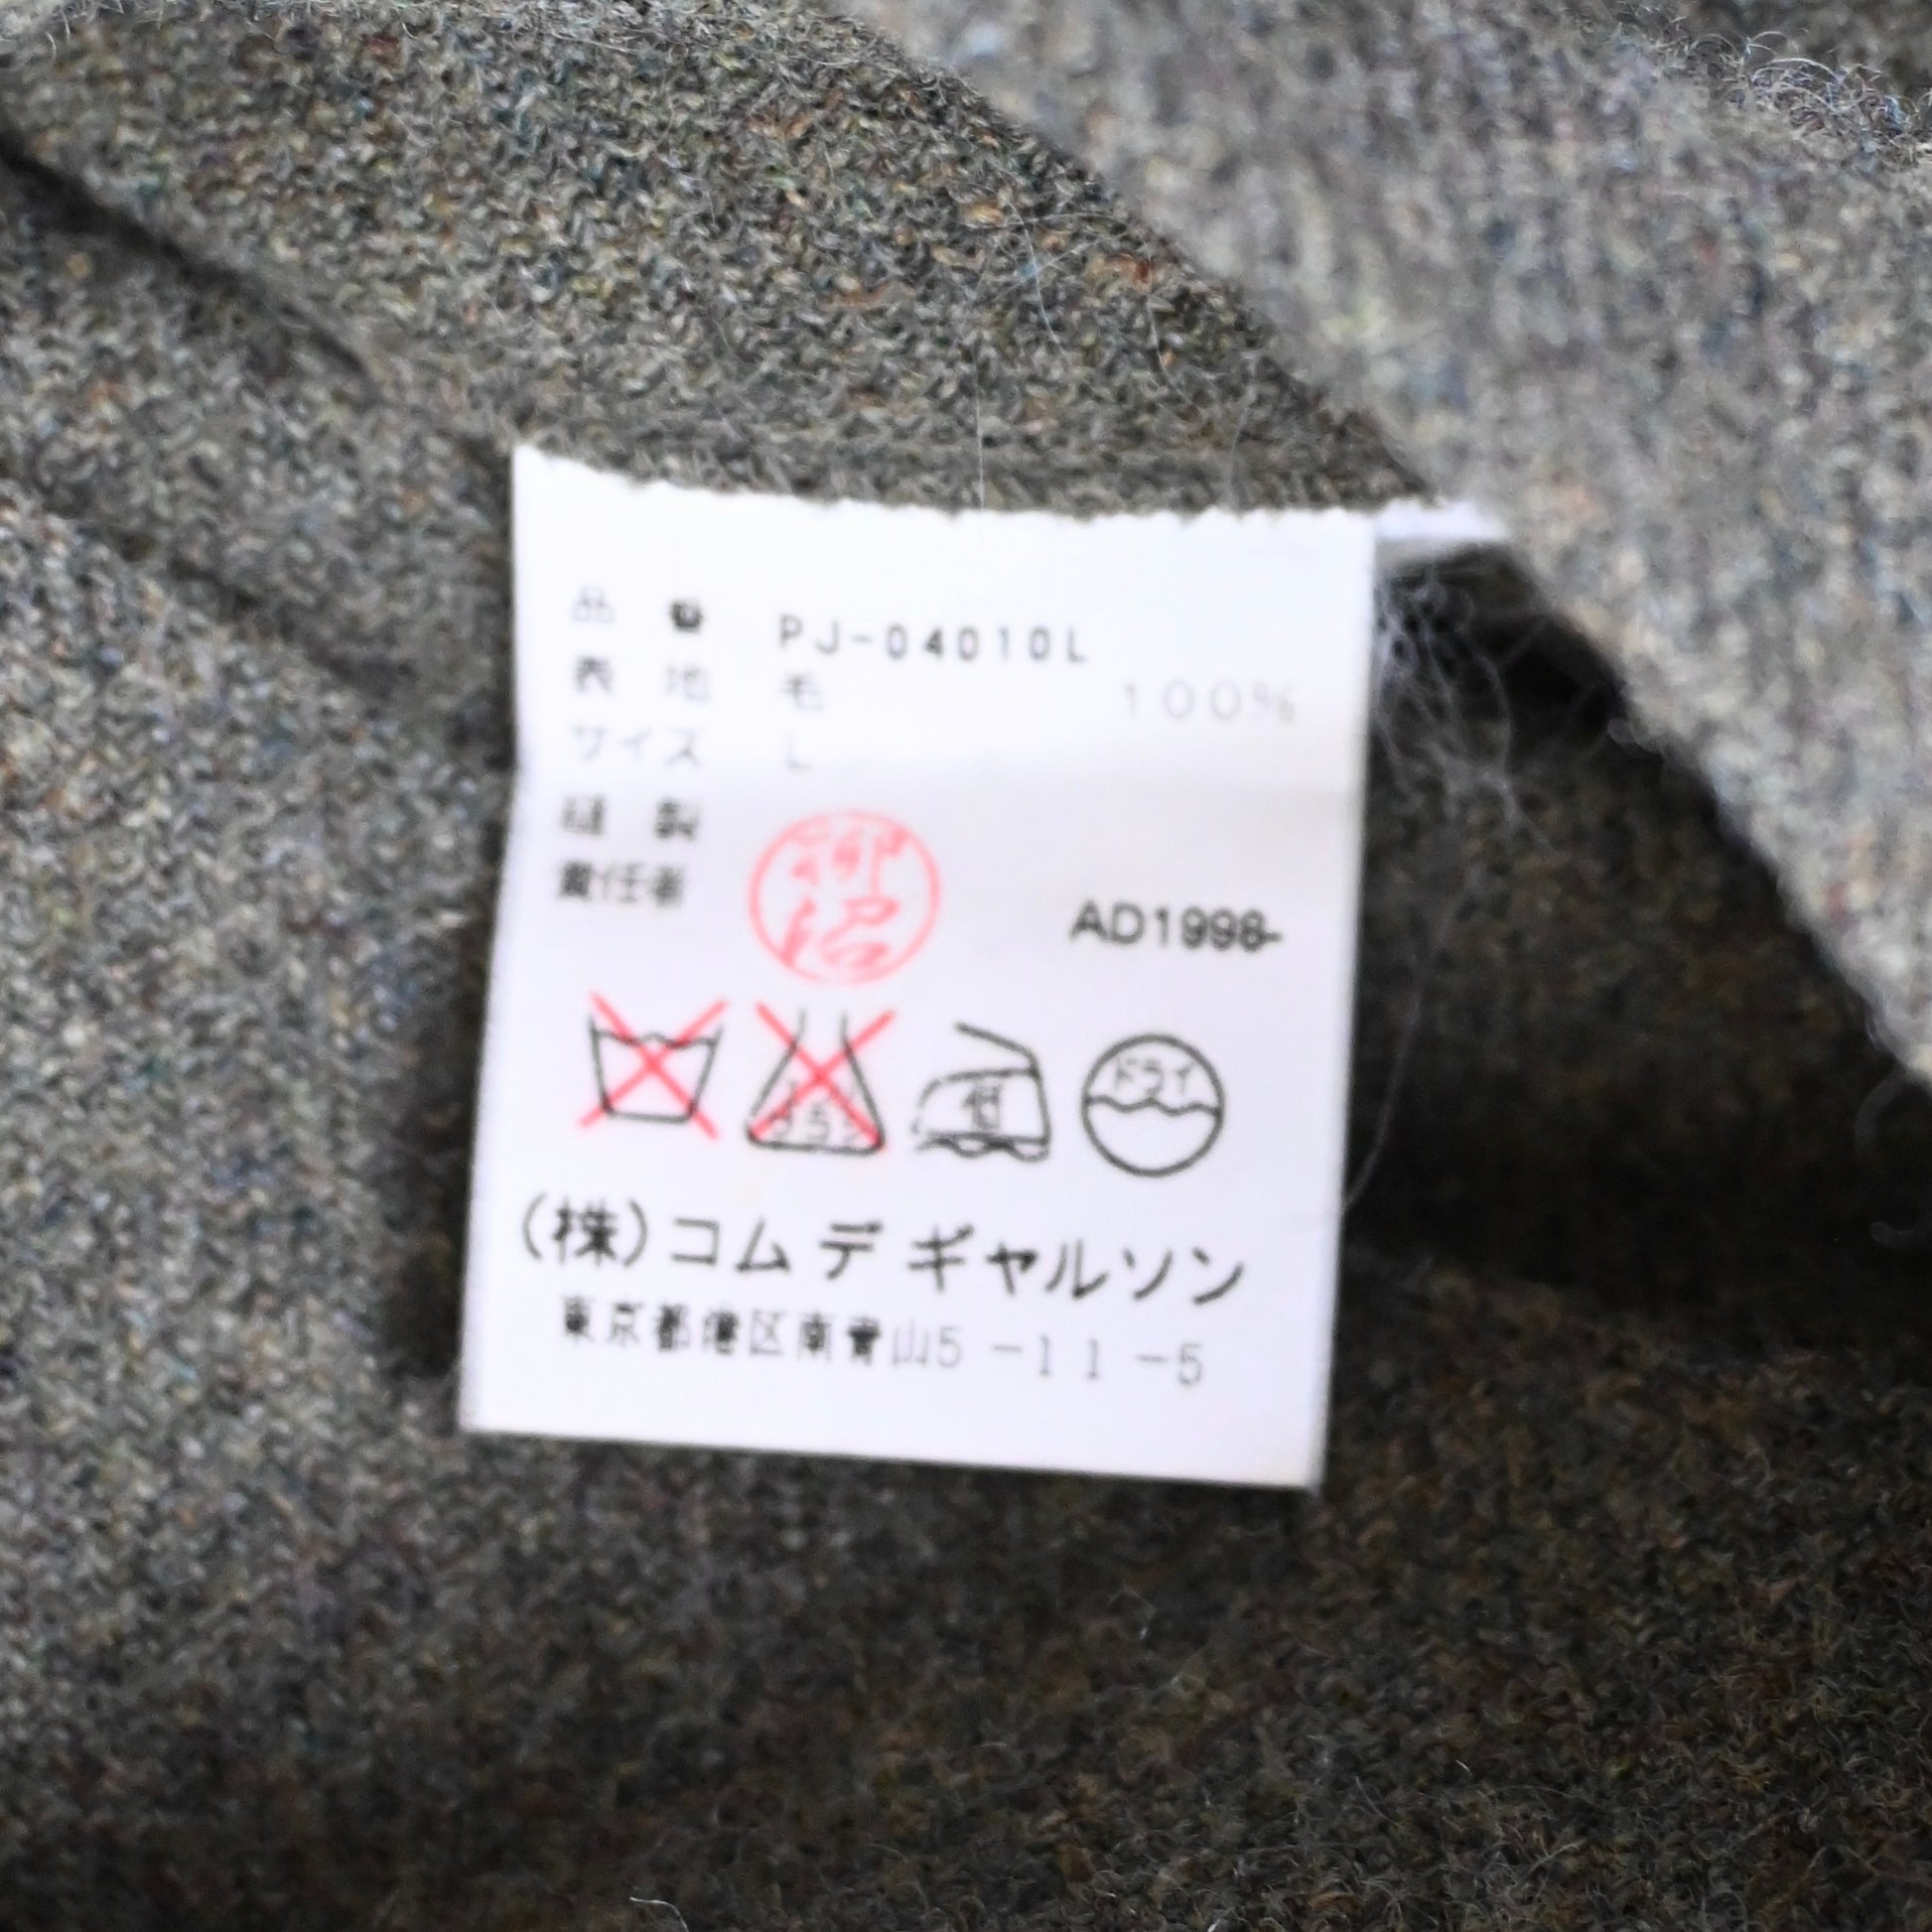 品 番 PJ-04010L
表 地 毛 100%
サイズ L
縫 製
責任者
AD1998-
ドライ
(株)コム デ ギャルソン
東京都港区南青山5-11-5